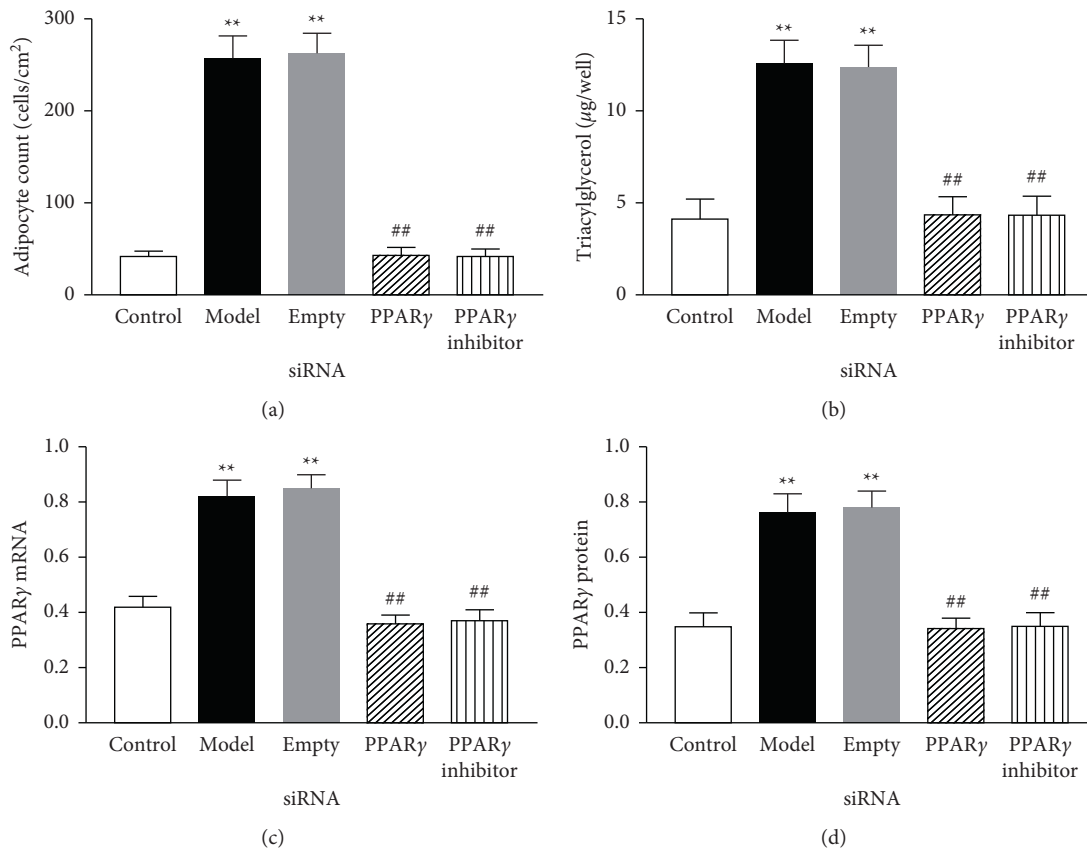 Adipocyte count (cells/cm²)
300
200
100
0
**
**
##
##
Control Model Empty PPARγ PPARγ
inhibitor
siRNA
(a)
Triacylglycerol (μg/well)
15
10
5
0
**
**
##
##
Control Model Empty PPARγ PPARγ
inhibitor
siRNA
(b)
PPARγ mRNA
1.0
0.8
0.6
0.4
0.2
0.0
**
**
##
##
Control Model Empty PPARγ PPARγ
inhibitor
siRNA
(c)
PPARγ protein
1.0
0.8
0.6
0.4
0.2
0.0
**
**
##
##
Control Model Empty PPARγ PPARγ
inhibitor
siRNA
(d)